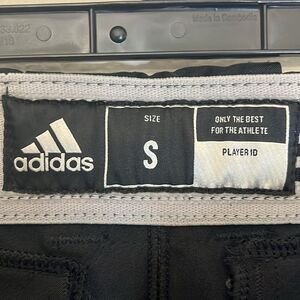 Made in Cambodia
adidas
SIZE
S
ONLY THE BEST
FOR THE ATHLETE
PLAYER ID